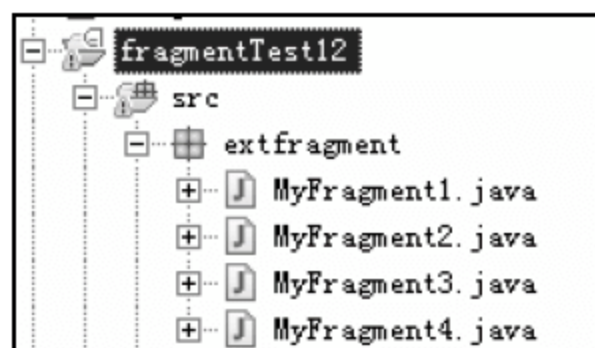 fragmentTest12
src
extfragment
MyFragment1.java
MyFragment2.java
MyFragment3.java
MyFragment4.java